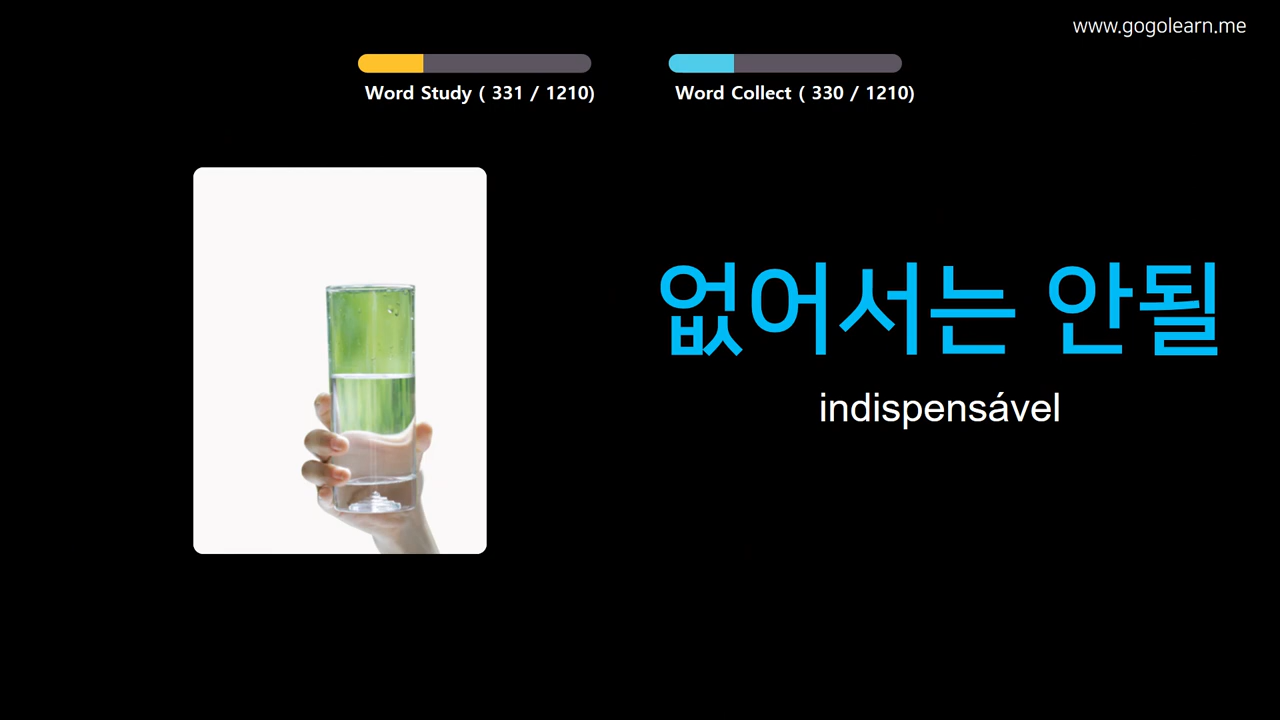 www.gogolearn.me
Word Study ( 331 / 1210)
Word Collect ( 330 / 1210)
없어서는 안될
indispensável